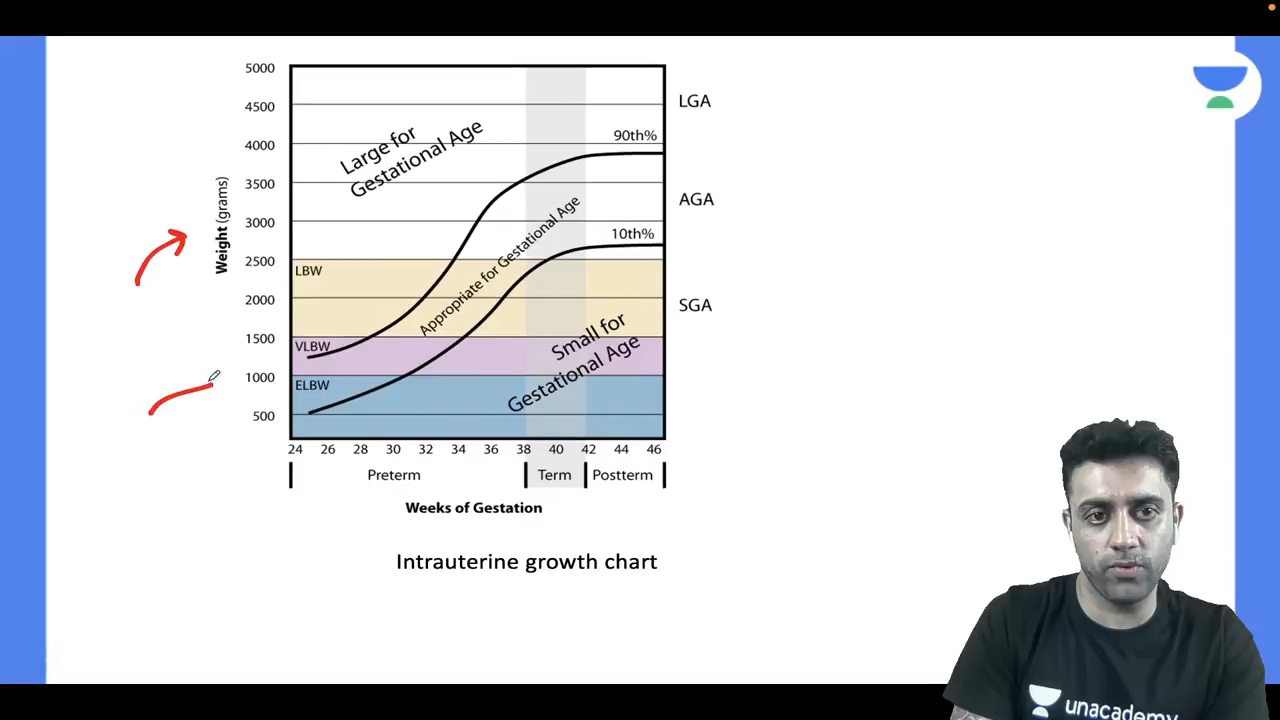 5000
4500
4000
3500
3000
2500
2000
1500
1000
500
Weight (grams)
Large for
Gestational Age
Appropriate for Gestational Age
Small for
Gestational Age
90th%
10th%
LBW
VLBW
ELBW
LGA
AGA
SGA
24 26 28 30 32 34 36 38 40 42 44 46
Preterm Term Postterm
Weeks of Gestation
Intrauterine growth chart
unacademy